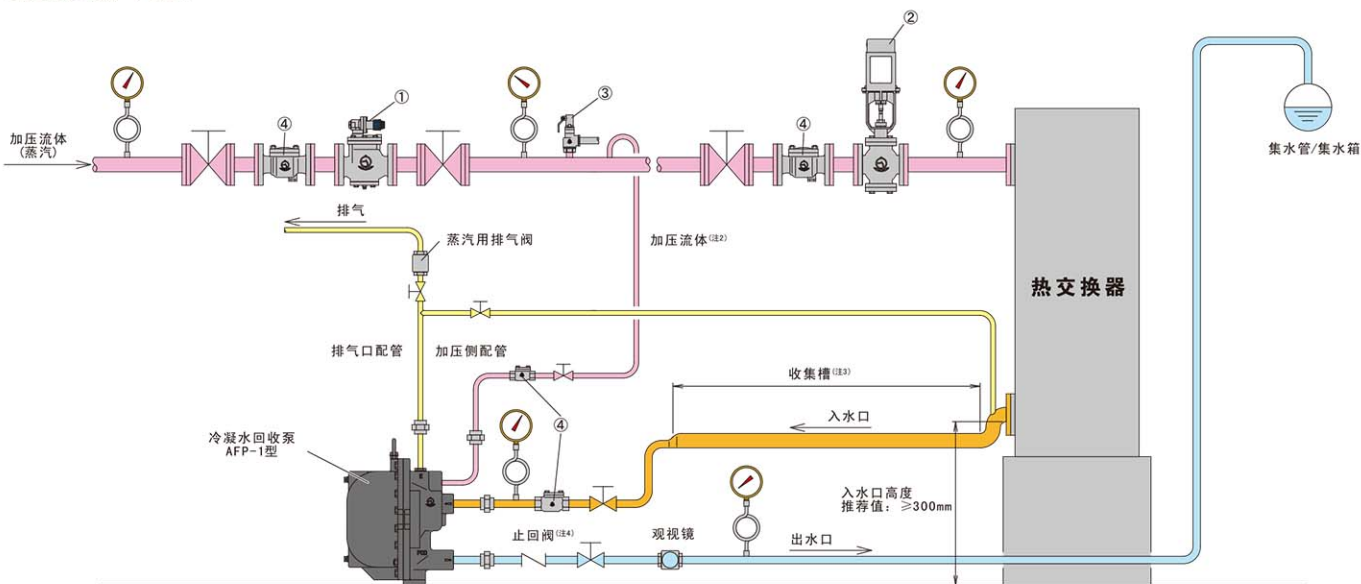 ②
①
③
④
④
加压流体
(蒸汽)
集水管/集水箱
排气
蒸汽用排气阀
加压流体(注2)
热交换器
排气口配管
加压侧配管
收集槽(注3)
入水口
④
冷凝水回收泵
AFP-1型
入水口高度
推荐值: ≥300mm
止回阀(注4)
观视镜
出水口